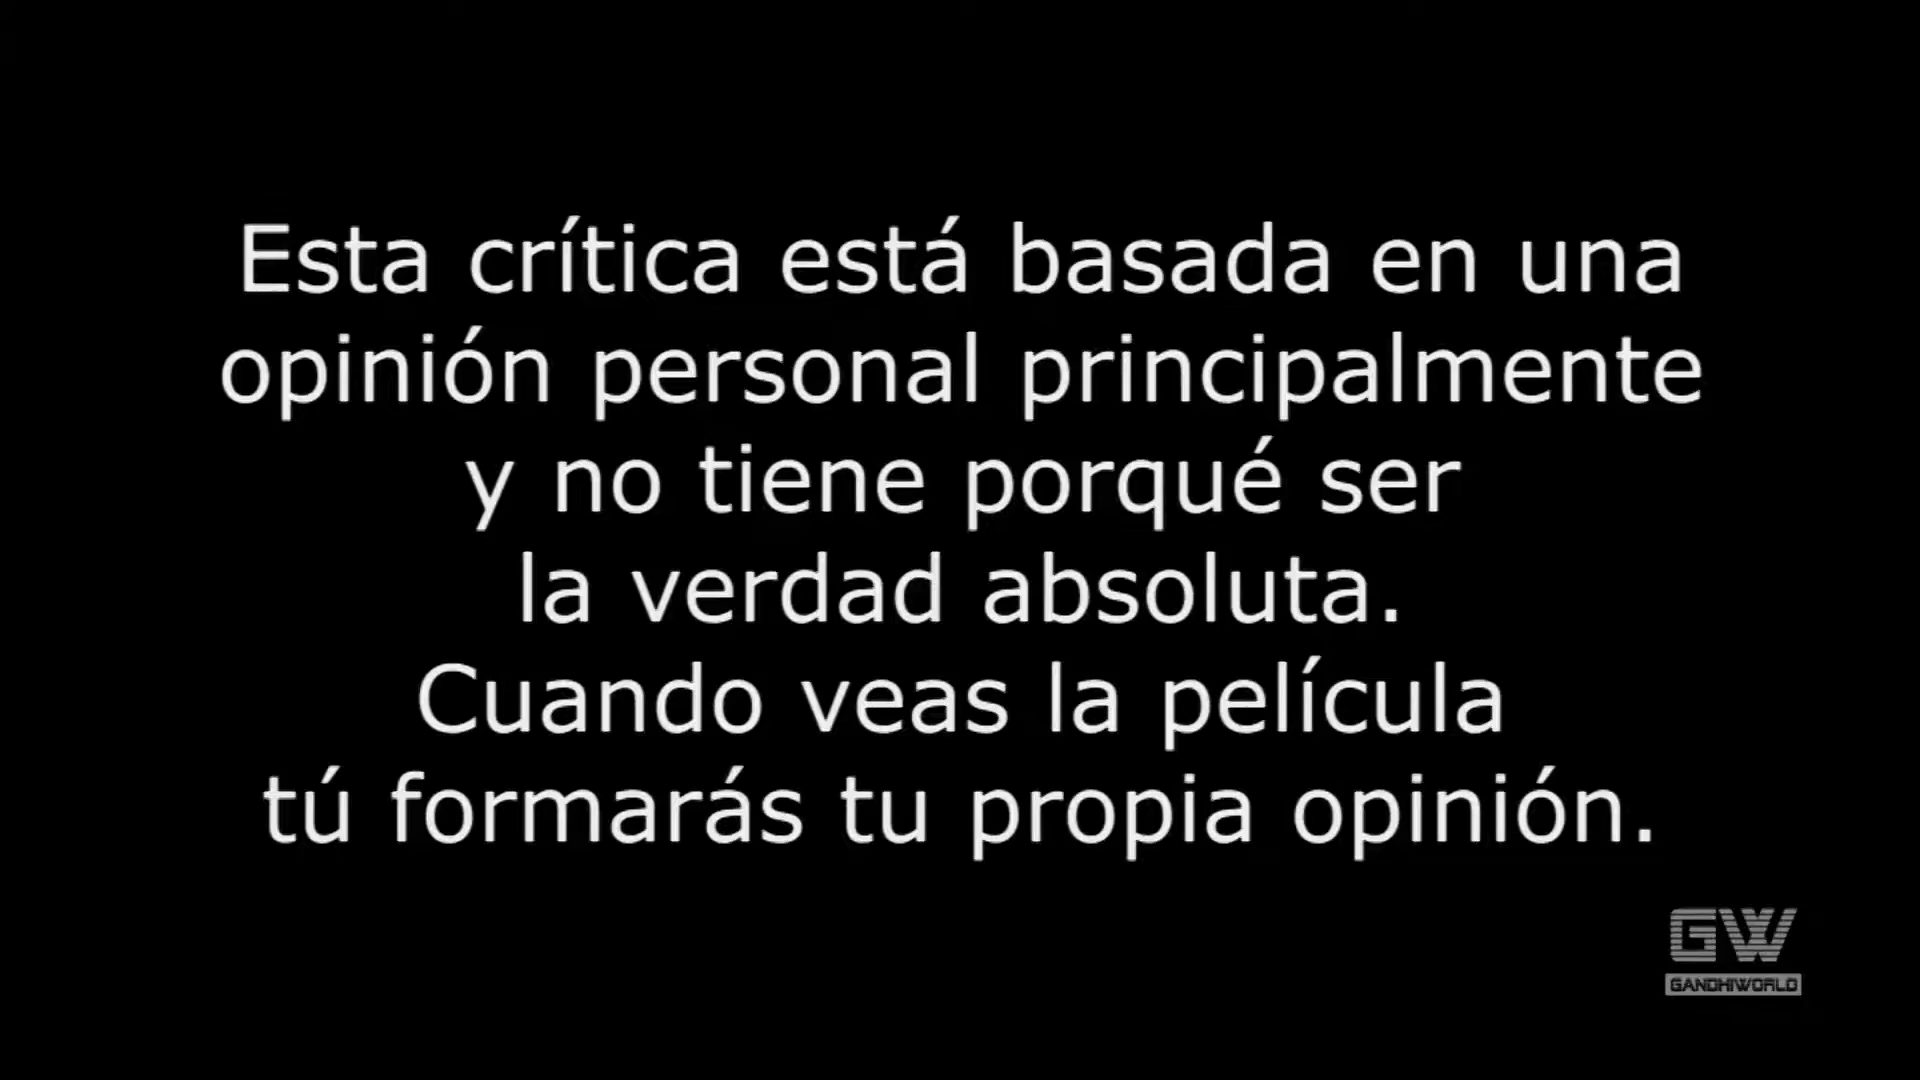 Esta crítica está basada en una
opinión personal principalmente
y no tiene porqué ser
la verdad absoluta.
Cuando veas la película
tú formarás tu propia opinión.
GW
GANDHIWORLD